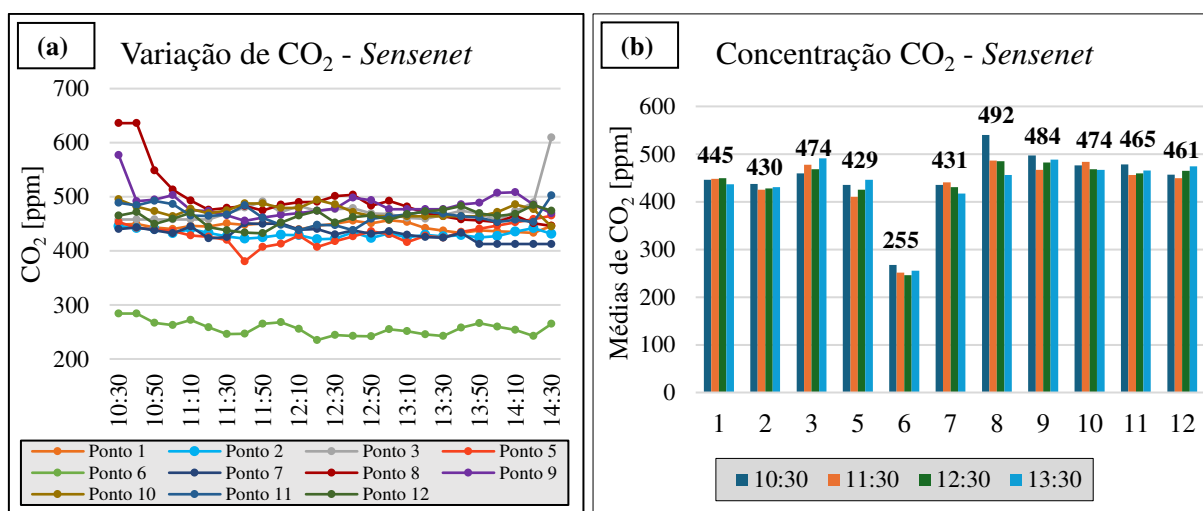 (a)
Variação de CO2 - Sensenet
CO2 [ppm]
700
600
500
400
300
200
10:30
10:50
11:10
11:30
11:50
12:10
12:30
12:50
13:10
13:30
13:50
14:10
14:30
Ponto 1 Ponto 2 Ponto 3 Ponto 5
Ponto 6 Ponto 7 Ponto 8 Ponto 9
Ponto 10 Ponto 11 Ponto 12
(b)
Concentração CO2 - Sensenet
Médias de CO2 [ppm]
600
500
400
300
200
100
0
445 430 474 429 255 431 492 484 474 465 461
1 2 3 5 6 7 8 9 10 11 12
10:30 11:30 12:30 13:30